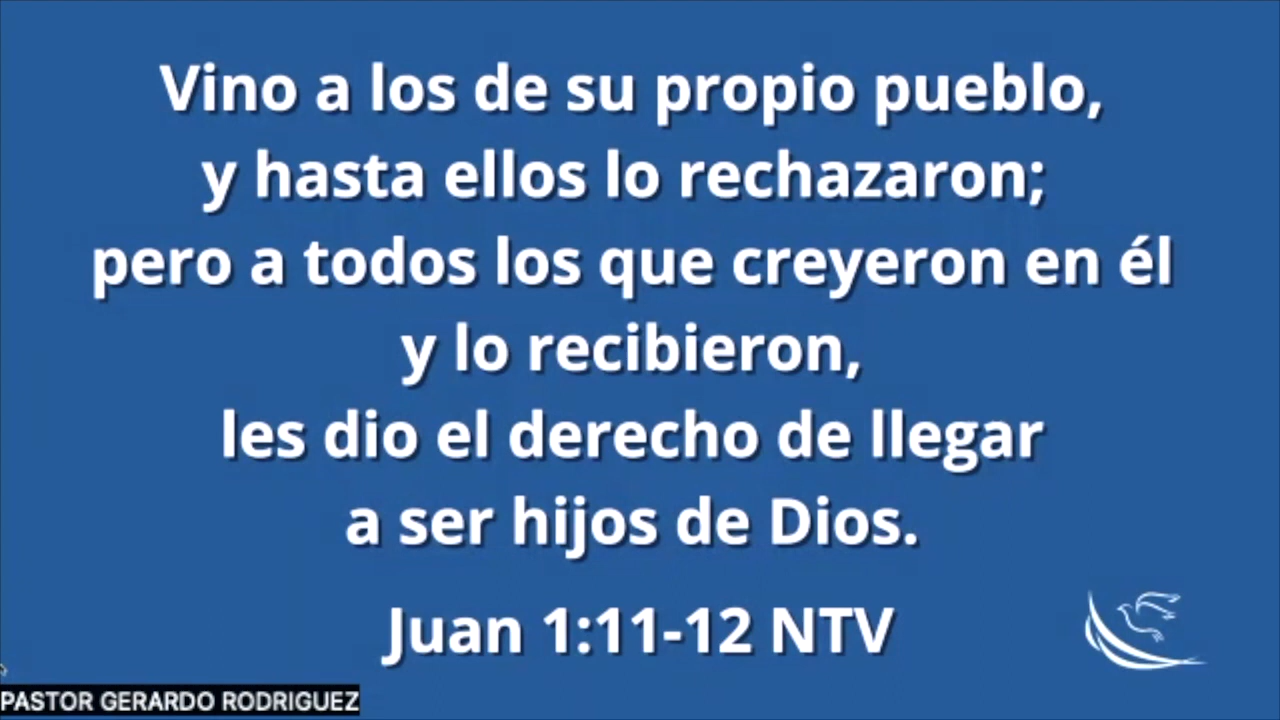 Vino a los de su propio pueblo,
y hasta ellos lo rechazaron;
pero a todos los que creyeron en él
y lo recibieron,
les dio el derecho de llegar
a ser hijos de Dios.
Juan 1:11-12 NTV
PASTOR GERARDO RODRIGUEZ